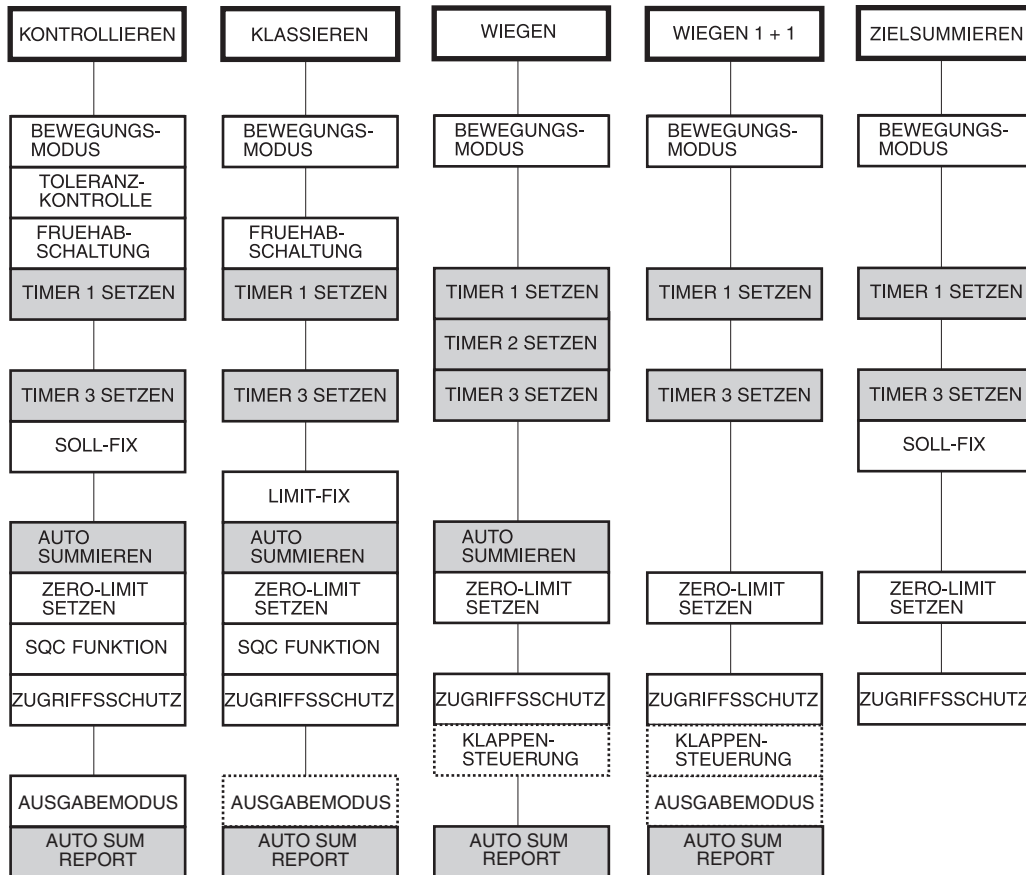 KONTROLLIEREN
BEWEGUNGS-
MODUS
TOLERANZ-
KONTROLLE
FRUEHAB-
SCHALTUNG
TIMER 1 SETZEN
TIMER 3 SETZEN
SOLL-FIX
AUTO
SUMMIEREN
ZERO-LIMIT
SETZEN
SQC FUNKTION
ZUGRIFFSSCHUTZ
AUSGABEMODUS
AUTO SUM
REPORT
KLASSIEREN
BEWEGUNGS-
MODUS
FRUEHAB-
SCHALTUNG
TIMER 1 SETZEN
TIMER 3 SETZEN
LIMIT-FIX
AUTO
SUMMIEREN
ZERO-LIMIT
SETZEN
SQC FUNKTION
ZUGRIFFSSCHUTZ
AUSGABEMODUS
AUTO SUM
REPORT
WIEGEN
BEWEGUNGS-
MODUS
TIMER 1 SETZEN
TIMER 2 SETZEN
TIMER 3 SETZEN
AUTO
SUMMIEREN
ZERO-LIMIT
SETZEN
ZUGRIFFSSCHUTZ
KLAPPEN-
STEUERUNG
AUTO SUM
REPORT
WIEGEN 1 + 1
BEWEGUNGS-
MODUS
TIMER 1 SETZEN
TIMER 3 SETZEN
ZERO-LIMIT
SETZEN
ZUGRIFFSSCHUTZ
KLAPPEN-
STEUERUNG
AUSGABEMODUS
AUTO SUM
REPORT
ZIELSUMMIEREN
BEWEGUNGS-
MODUS
TIMER 1 SETZEN
TIMER 3 SETZEN
SOLL-FIX
ZERO-LIMIT
SETZEN
ZUGRIFFSSCHUTZ